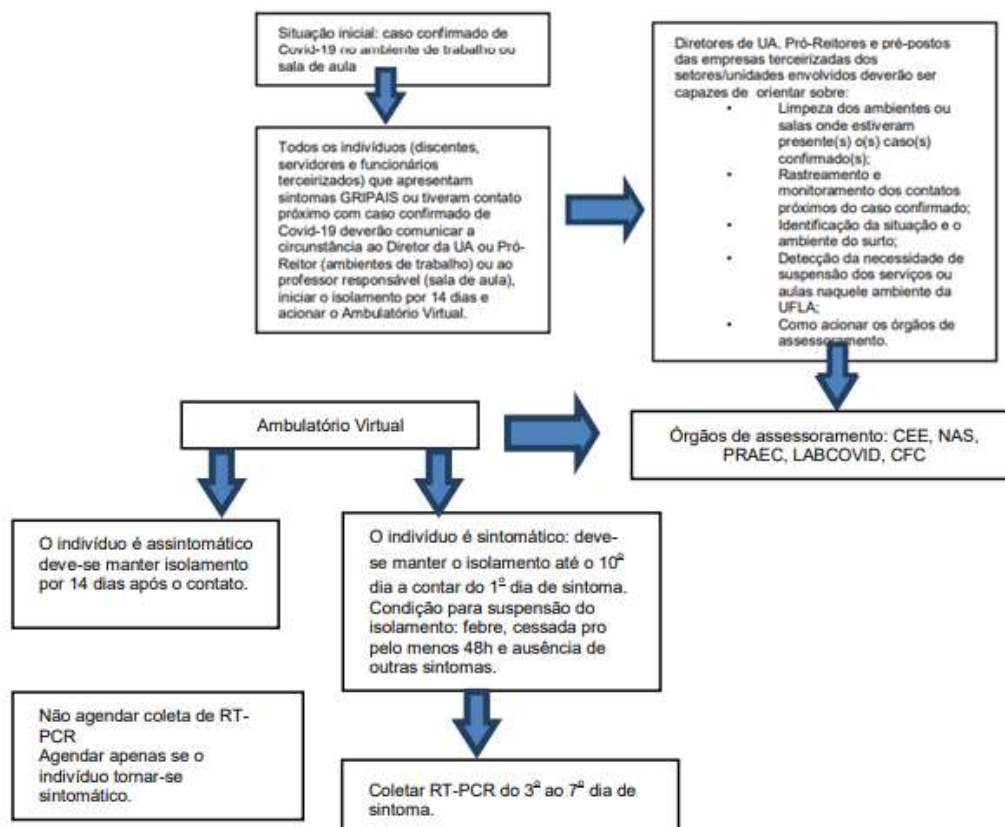 Situação inicial: caso confirmado de
Covid-19 no ambiente de trabalho ou
sala de aula
Todos os indivíduos (discentes,
servidores e funcionários
terceirizados) que apresentam
sintomas GRIPAIS ou tiveram contato
próximo com caso confirmado de
Covid-19 deverão comunicar a
circunstância ao Diretor da UA ou Pró-
Reitor (ambientes de trabalho) ou ao
professor responsável (sala de aula),
iniciar o isolamento por 14 dias e
acionar o Ambulatório Virtual.
Diretores de UA, Pró-Reitores e pré-postos
das empresas terceirizadas dos
setores/unidades envolvidos deverão ser
capazes de orientar sobre:
• Limpeza dos ambientes ou
salas onde estiveram
presente(s) o(s) caso(s)
confirmado(s);
• Rastreamento e
monitoramento dos contatos
próximos do caso confirmado;
• Identificação da situação e o
ambiente do surto;
• Detecção da necessidade de
suspensão dos serviços ou
aulas naquele ambiente da
UFLA;
• Como acionar os órgãos de
assessoramento.
Ambulatório Virtual
Órgãos de assessoramento: CEE, NAS,
PRAEC, LABCOVID, CFC
O indivíduo é assintomático
deve-se manter isolamento
por 14 dias após o contato.
O indivíduo é sintomático: deve-
se manter o isolamento até o 10º
dia a contar do 1º dia de sintoma.
Condição para suspensão do
isolamento: febre, cessada pro
pelo menos 48h e ausência de
outras sintomas.
Não agendar coleta de RT-
PCR
Agendar apenas se o
indivíduo tornar-se
sintomático.
Coletar RT-PCR do 3º ao 7º dia de
sintoma.